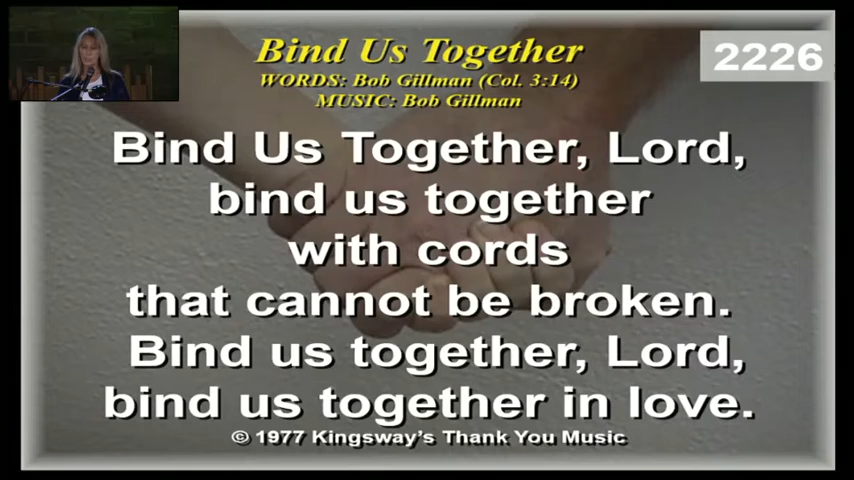 Bind Us Together
2226
WORDS: Bob Gillman (Col. 3:14)
MUSIC: Bob Gillman
Bind Us Together, Lord,
bind us together
with cords
that cannot be broken.
Bind us together, Lord,
bind us together in love.
© 1977 Kingsway's Thank You Music